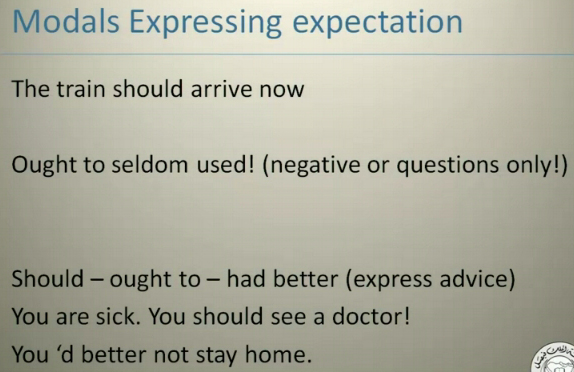 Modals Expressing expectation
The train should arrive now
Ought to seldom used! (negative or questions only!)
Should – ought to – had better (express advice)
You are sick. You should see a doctor!
You ‘d better not stay home.